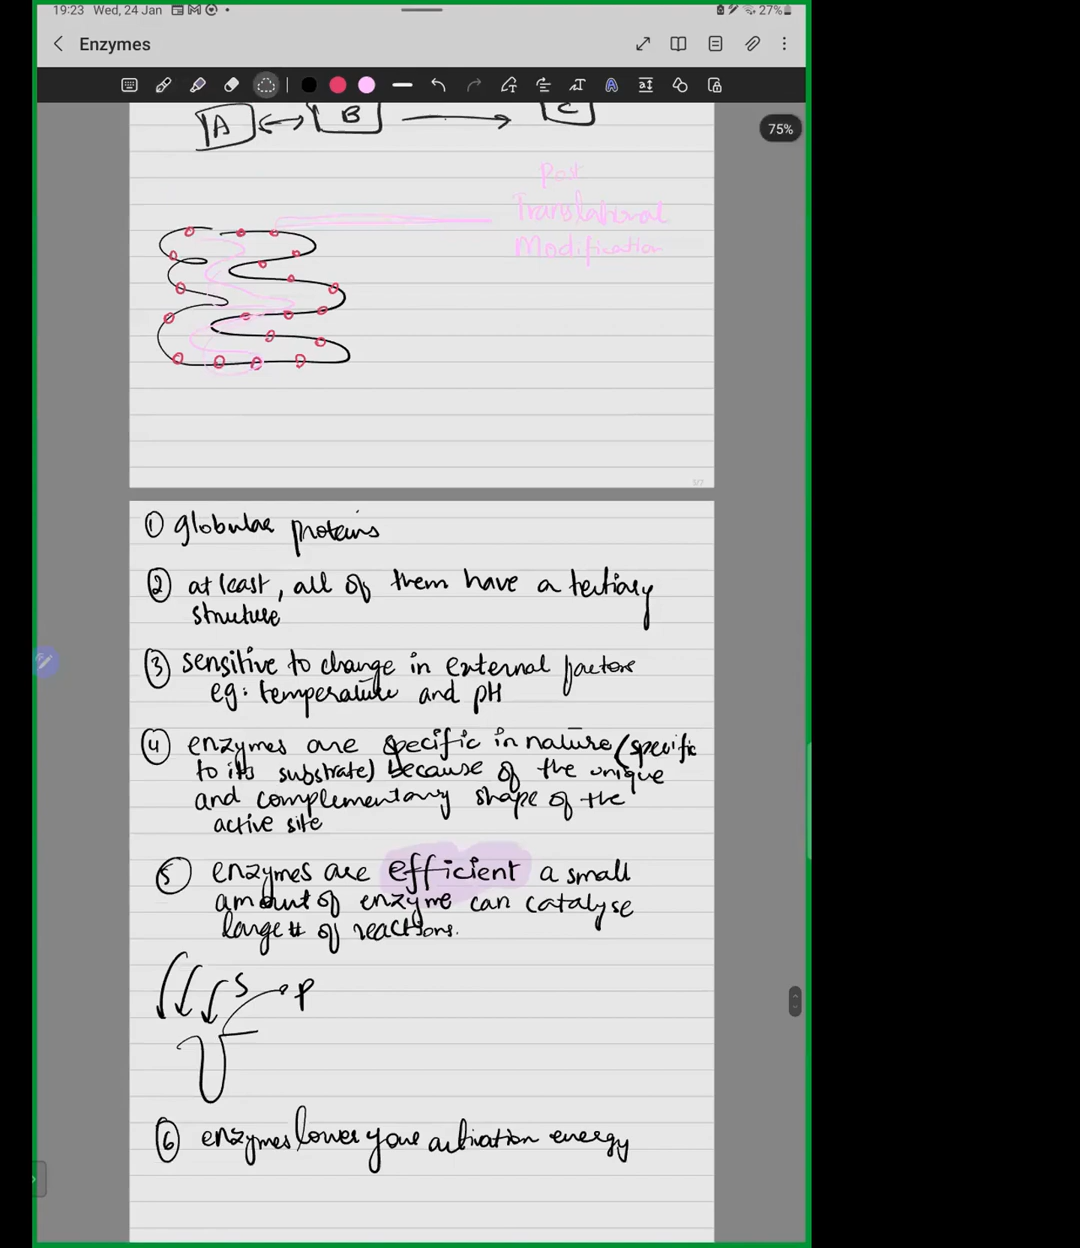 19:23 Wed, 24 Jan
27%
Enzymes
75%
A B C
Post
Translational
Modification
① globular proteins
② at least, all of them have a tertiary
struture
③ sensitive to change in external factors
eg: temperature and pH
④ enzymes are specific in nature (specific
to its substrate) because of the unique
and complementary shape of the
active site
⑤ enzymes are efficient a small
amount of enzyme can catalyse
large # of reactions.
S P
⑥ enzymes lower your activation energy